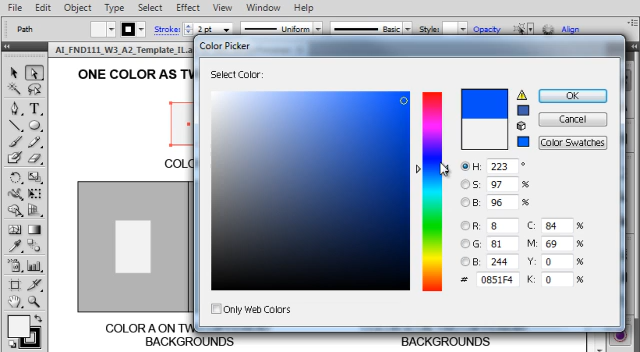 File Edit Object Type Select Effect View Window Help
Path Stroke: 2 pt Uniform Basic Style: Opacity Align
AI_FND111_W3_A2_Template_IL.a
Color Picker
ONE COLOR AS TW
Select Color:
OK
Cancel
Color Swatches
H: 223 °
S: 97 %
B: 96 %
R: 8 C: 84 %
G: 81 M: 69 %
B: 244 Y: 0 %
# 0851F4 K: 0 %
Only Web Colors
COLO
COLOR A ON TW
BACKGROUNDS
BACKGROUNDS